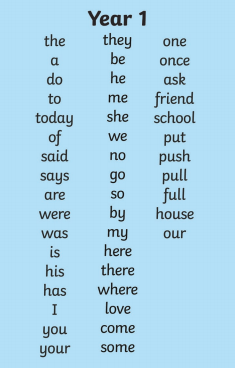 Year 1
the they one
a be once
do he ask
to me friend
today she school
of we put
said no push
says go pull
are so full
were by house
was my our
is here
his there
has where
I love
you come
your some